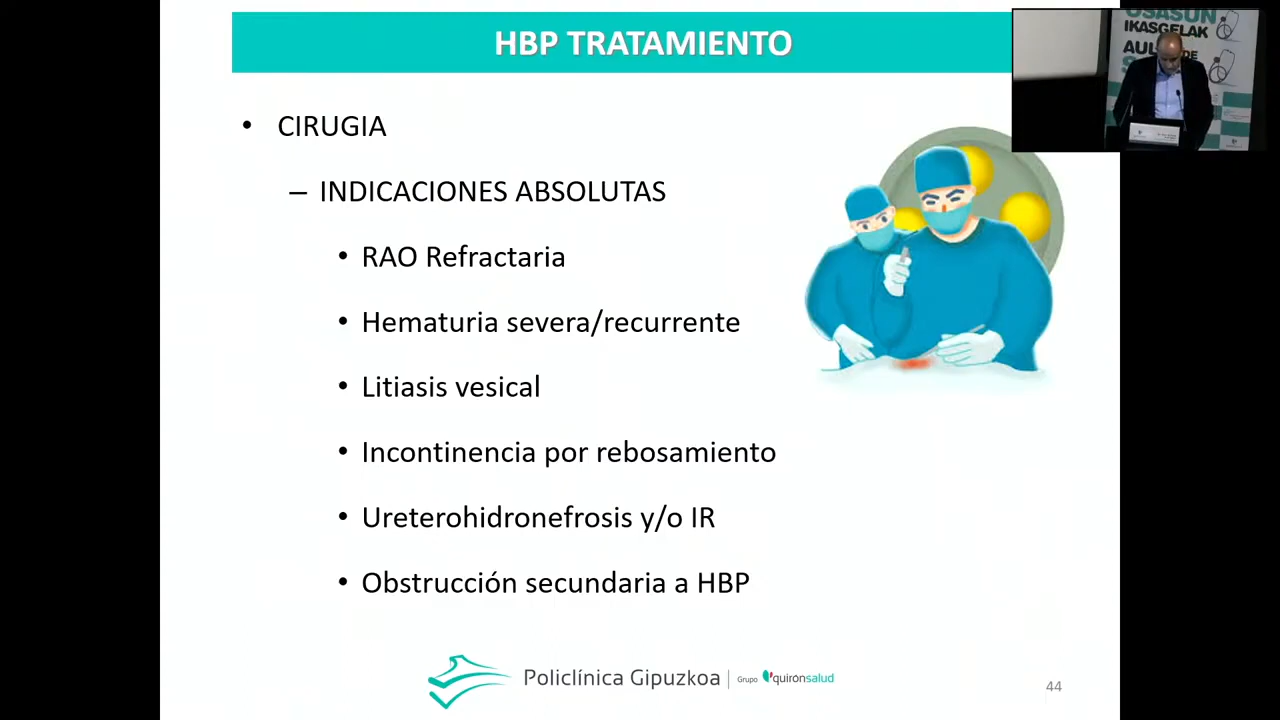 HBP TRATAMIENTO
• CIRUGIA
– INDICACIONES ABSOLUTAS
• RAO Refractaria
• Hematuria severa/recurrente
• Litiasis vesical
• Incontinencia por rebosamiento
• Ureterohidronefrosis y/o IR
• Obstrucción secundaria a HBP
Policlínica Gipuzkoa | Grupo quironsalud
44
OSASUN
IKASGELAK
DE